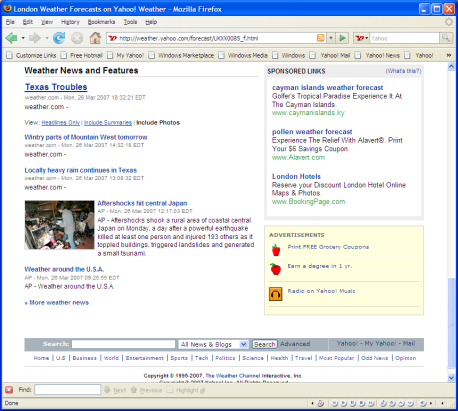 London Weather Forecasts on Yahoo! Weather - Mozilla Firefox
File Edit View History Bookmarks Tools Help
http://weather.yahoo.com/forecast/UKXX0085_f.html
Yahoo
Customize Links Free Hotmail My Yahoo! Windows Marketplace Windows Media Windows Yahoo! Mail Yahoo! News Yahoo!
Weather News and Features
Texas Troubles
weather.com - Mon, 26 Mar 2007 18:32:21 EDT
weather.com -
View: Headlines Only | Include Summaries | Include Photos
Wintry parts of Mountain West tomorrow
weather.com - Mon, 26 Mar 2007 14:32:18 EDT
weather.com -
Locally heavy rain continues in Texas
weather.com - Mon, 26 Mar 2007 13:08:32 EDT
weather.com -
Aftershocks hit central Japan
AP - Mon, 26 Mar 2007 12:17:03 EDT
AP - Aftershocks shook a rural area of coastal central
Japan on Monday, a day after a powerful earthquake
killed at least one person and injured 193 others as it
toppled buildings, triggered landslides and generated
a small tsunami.
Weather around the U.S.A.
AP - Mon, 26 Mar 2007 09:26:55 EDT
AP - Weather around the U.S.A.
» More weather news
SPONSORED LINKS (What's this?)
cayman islands weather forecast
Golfer's Tropical Paradise Experience It At
The Cayman Islands.
www.caymanislands.ky
pollen weather forecast
Experience The Relief With Alavert®. Print
Your $6 Savings Coupon.
www.Alavert.com
London Hotels
Reserve your Discount London Hotel Online.
Maps & Photos.
www.BookingPage.com
ADVERTISEMENTS
Print FREE Grocery Coupons
Earn a degree in 1 yr.
Radio on Yahoo! Music
Search: All News & Blogs Search Advanced Yahoo! - My Yahoo! - Mail
Home | U.S | Business | World | Entertainment | Sports | Tech | Politics | Science | Health | Travel | Most Popular | Odd News | Opinion
Copyright © 1995-2007, The Weather Channel Interactive, Inc.
Copyright © 2007 Yahoo! Inc. All Rights Reserved.
Find: Next Previous Highlight all
Done